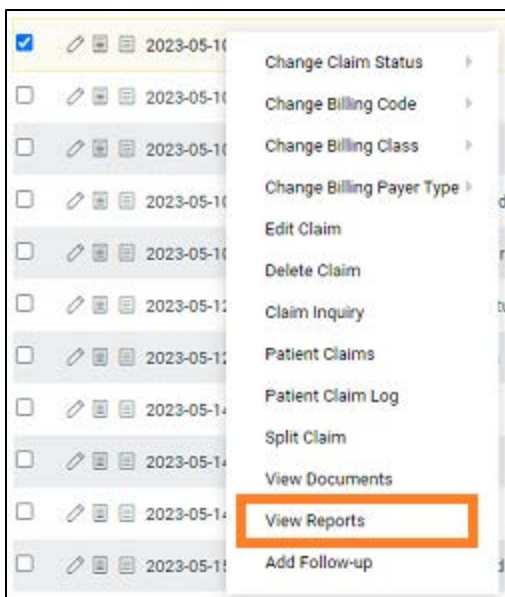 2023-05-10
Change Claim Status
2023-05-10
Change Billing Code
2023-05-10
Change Billing Class
2023-05-10
Change Billing Payer Type
Edit Claim
2023-05-10
Delete Claim
2023-05-12
Claim Inquiry
2023-05-12
Patient Claims
2023-05-14
Patient Claim Log
Split Claim
2023-05-14
View Documents
2023-05-14
View Reports
2023-05-15
Add Follow-up